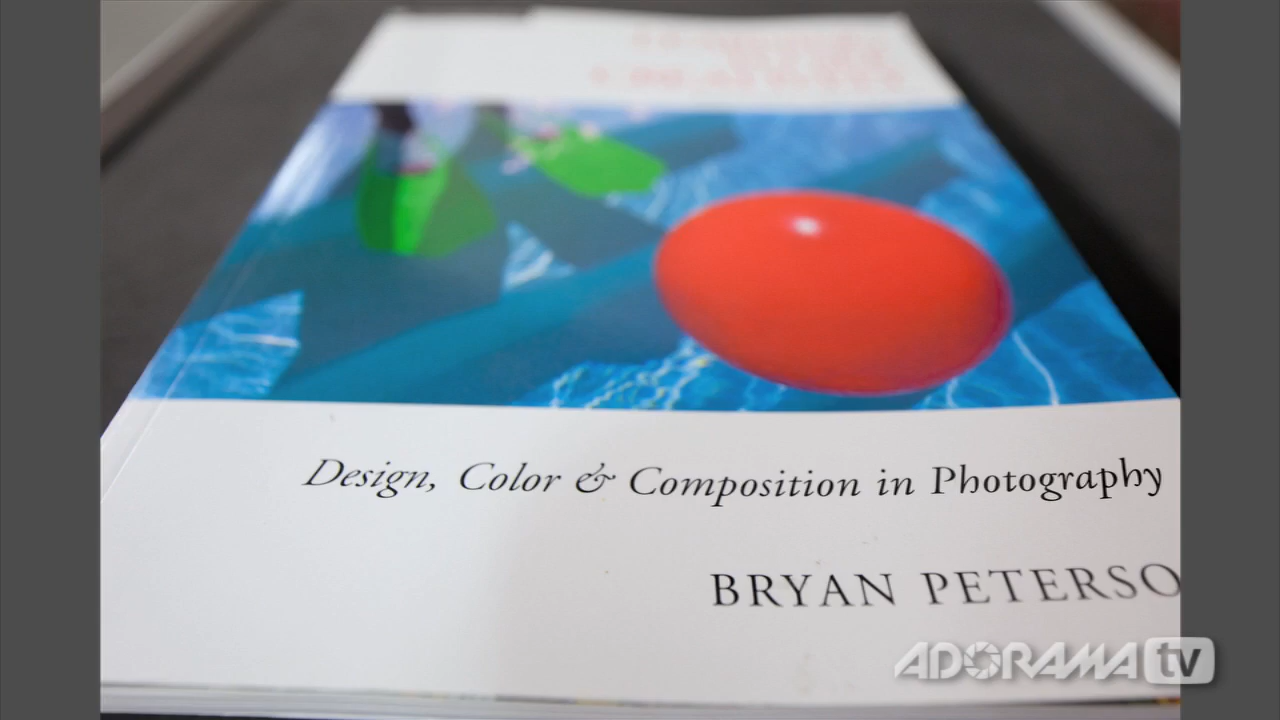 Design, Color & Composition in Photography
BRYAN PETERSO
ADORAMA tv